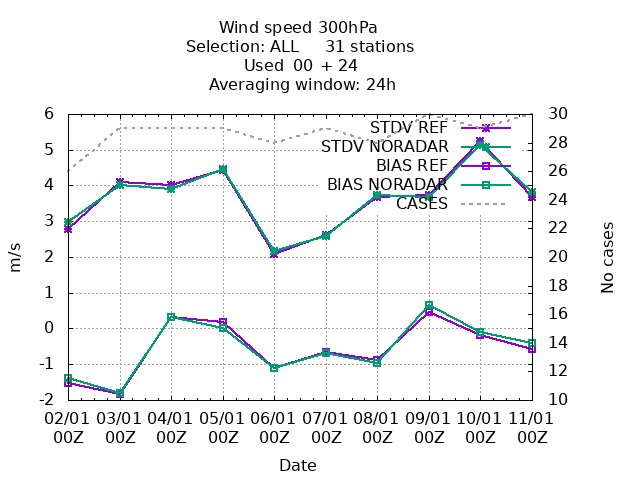 Wind speed 300hPa
Selection: ALL 31 stations
Used 00 + 24
Averaging window: 24h
6 30
STDV REF
5 28
STDV NORADAR
BIAS REF
4 26
BIAS NORADAR
CASES
3 24
22
2 20
1 18
0 16
14
-1 12
-2 10
m/s
No cases
02/01 03/01 04/01 05/01 06/01 07/01 08/01 09/01 10/01 11/01
00Z 00Z 00Z 00Z 00Z 00Z 00Z 00Z 00Z 00Z
Date